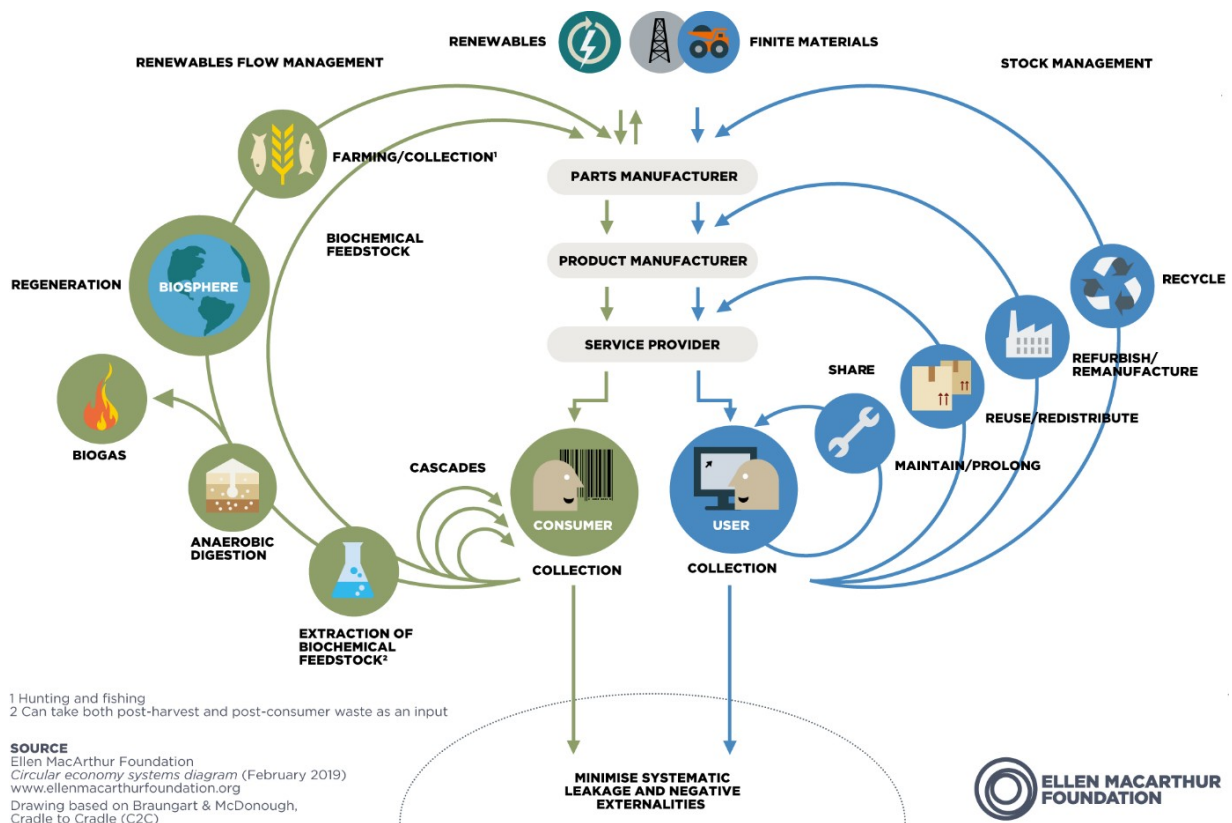 RENEWABLES
FINITE MATERIALS
RENEWABLES FLOW MANAGEMENT
STOCK MANAGEMENT
FARMING/COLLECTION¹
PARTS MANUFACTURER
BIOCHEMICAL
FEEDSTOCK
PRODUCT MANUFACTURER
REGENERATION
BIOSPHERE
RECYCLE
SERVICE PROVIDER
SHARE
REFURBISH/
REMANUFACTURE
REUSE/REDISTRIBUTE
BIOGAS
CASCADES
MAINTAIN/PROLONG
ANAEROBIC
DIGESTION
CONSUMER
USER
COLLECTION
COLLECTION
EXTRACTION OF
BIOCHEMICAL
FEEDSTOCK²
1 Hunting and fishing
2 Can take both post-harvest and post-consumer waste as an input
SOURCE
Ellen MacArthur Foundation
Circular economy systems diagram (February 2019)
www.ellenmacarthurfoundation.org
Drawing based on Braungart & McDonough,
Cradle to Cradle (C2C)
MINIMISE SYSTEMATIC
LEAKAGE AND NEGATIVE
EXTERNALITIES
ELLEN MACARTHUR
FOUNDATION